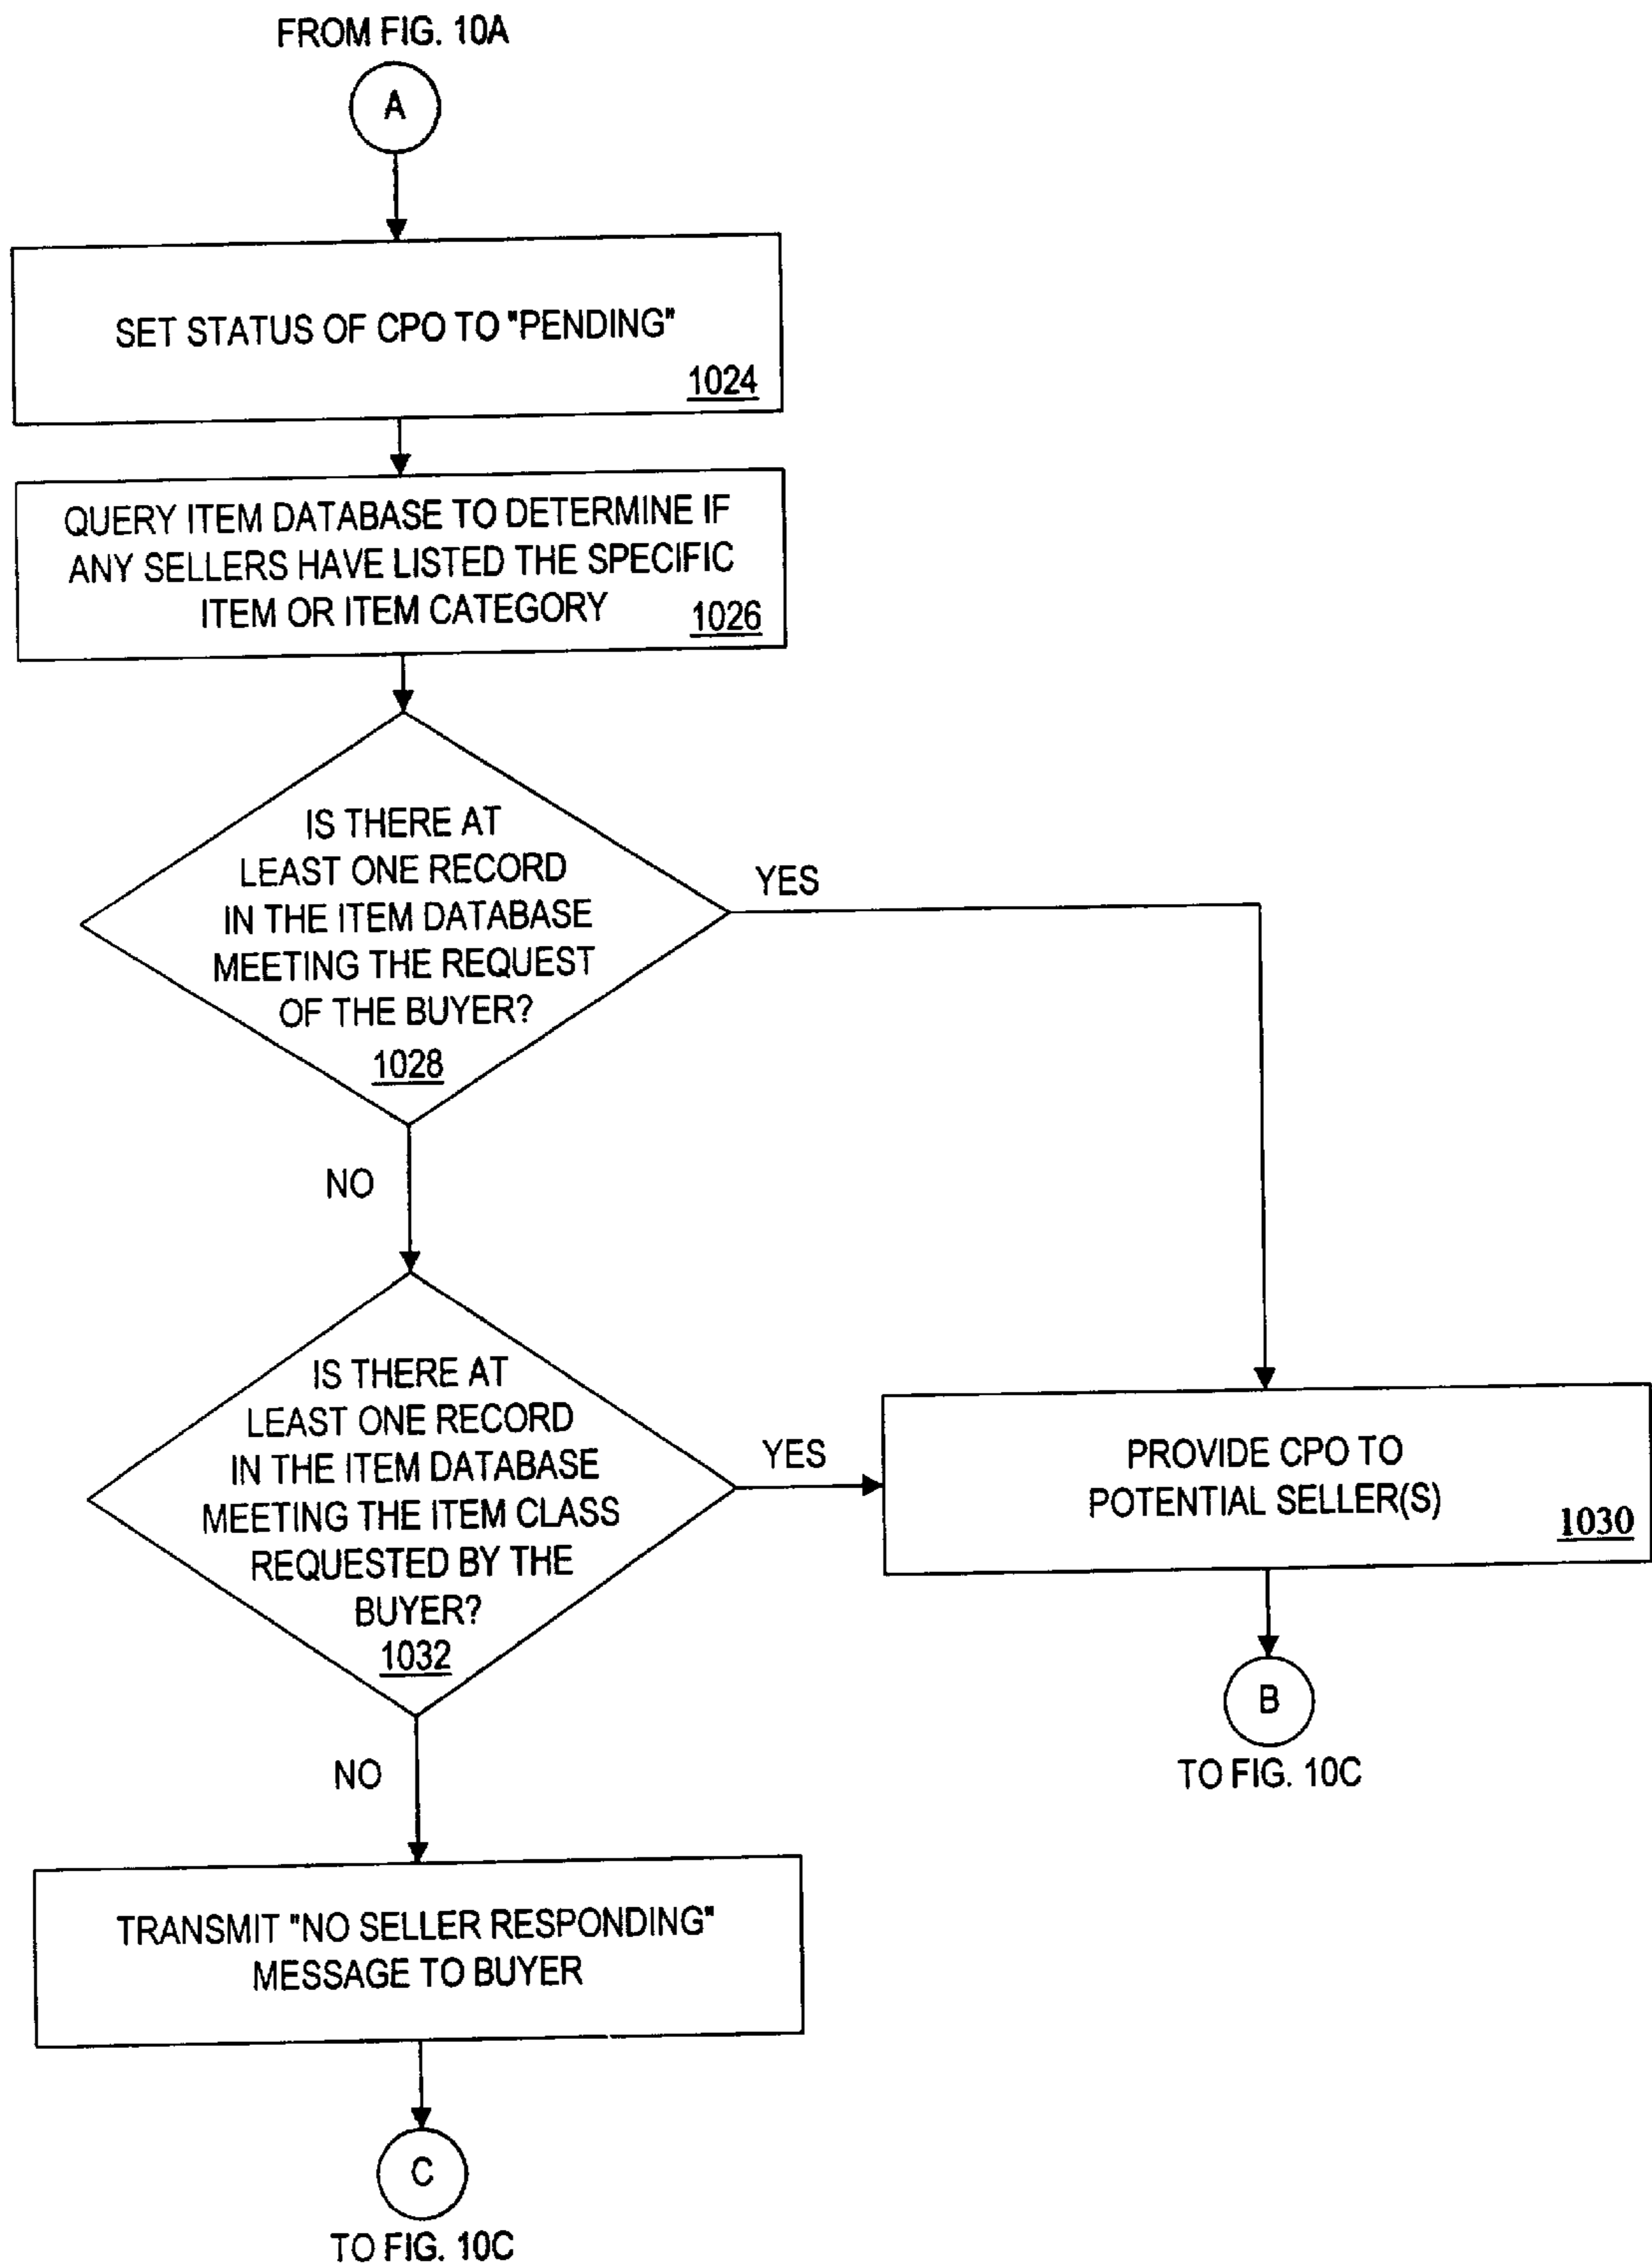 FROM FIG. 10A
A
SET STATUS OF CPO TO "PENDING"
1024
QUERY ITEM DATABASE TO DETERMINE IF
ANY SELLERS HAVE LISTED THE SPECIFIC
ITEM OR ITEM CATEGORY
1026
IS THERE AT
LEAST ONE RECORD
IN THE ITEM DATABASE
MEETING THE REQUEST
OF THE BUYER?
1028
YES
NO
IS THERE AT
LEAST ONE RECORD
IN THE ITEM DATABASE
MEETING THE ITEM CLASS
REQUESTED BY THE
BUYER?
1032
YES
PROVIDE CPO TO
POTENTIAL SELLER(S)
1030
B
TO FIG. 10C
NO
TRANSMIT "NO SELLER RESPONDING"
MESSAGE TO BUYER
C
TO FIG. 10C